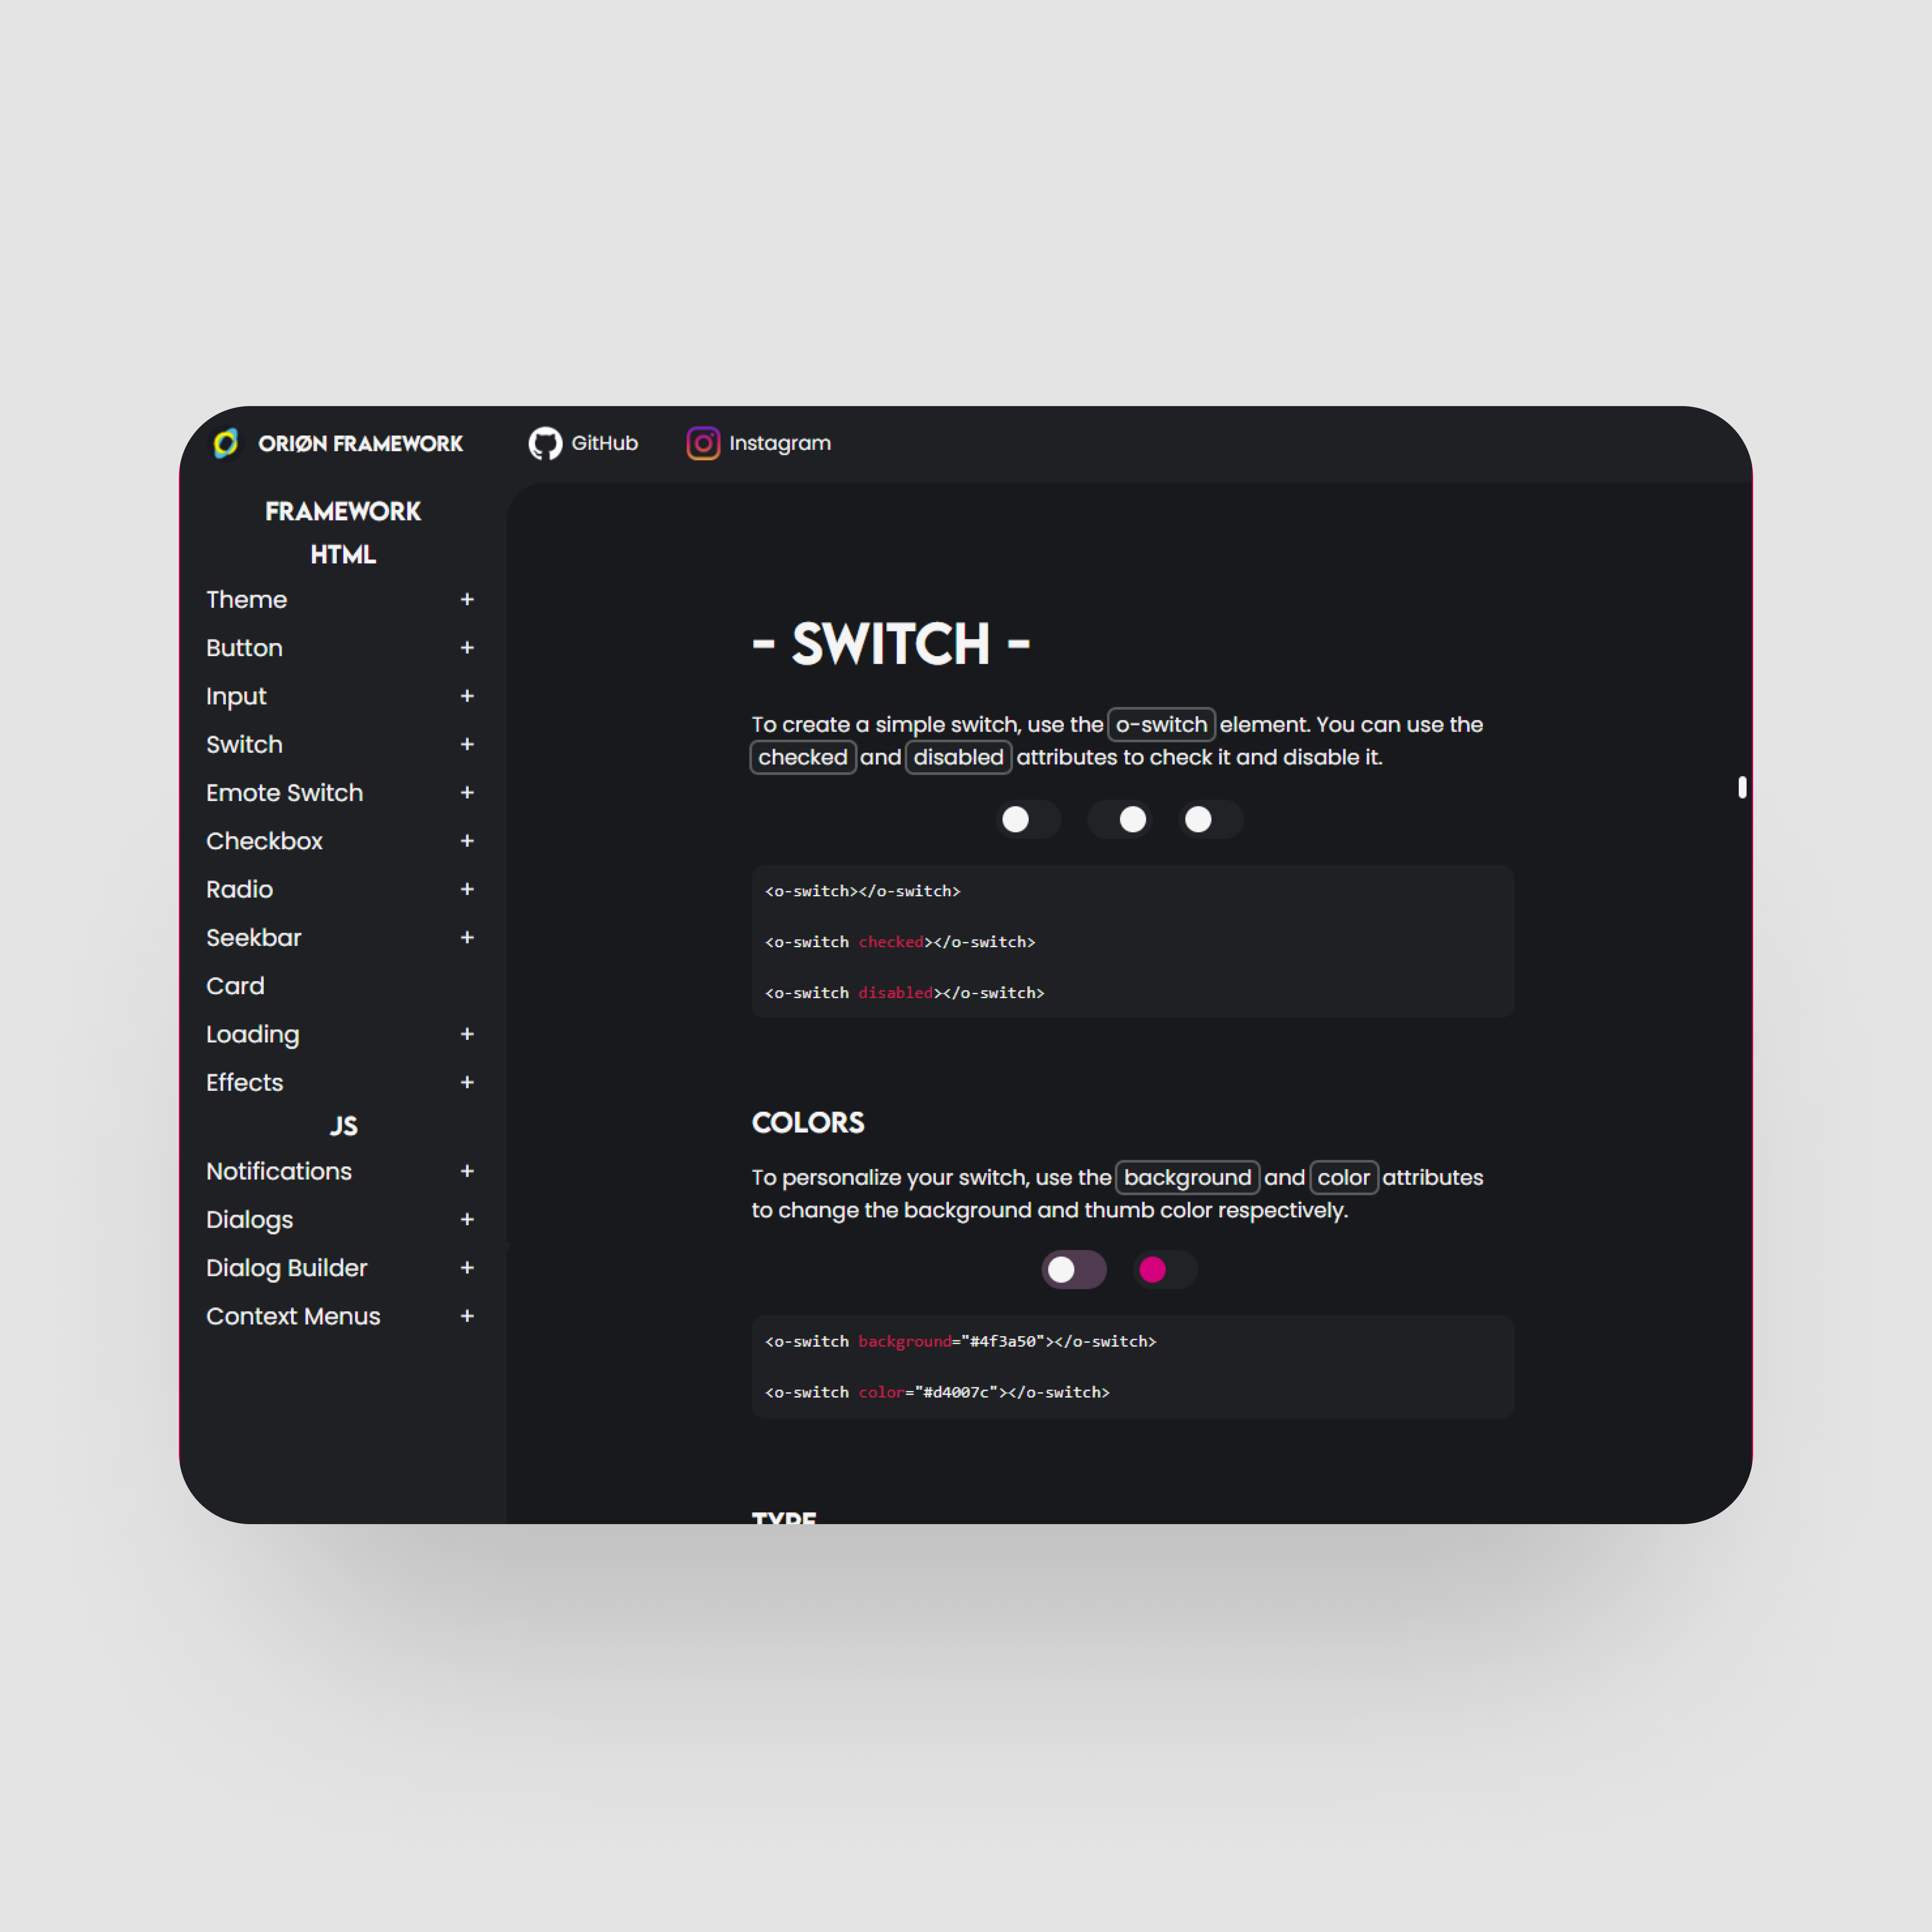 ORIØN FRAMEWORK
GitHub
Instagram
FRAMEWORK
HTML
Theme +
Button +
Input +
Switch +
Emote Switch +
Checkbox +
Radio +
Seekbar +
Card
Loading +
Effects +
JS
Notifications +
Dialogs +
Dialog Builder +
Context Menus +
- SWITCH -
To create a simple switch, use the o-switch element. You can use the
checked and disabled attributes to check it and disable it.
<o-switch></o-switch>
<o-switch checked></o-switch>
<o-switch disabled></o-switch>
COLORS
To personalize your switch, use the background and color attributes
to change the background and thumb color respectively.
<o-switch background="#4f3a50"></o-switch>
<o-switch color="#d4007c"></o-switch>
TYPE